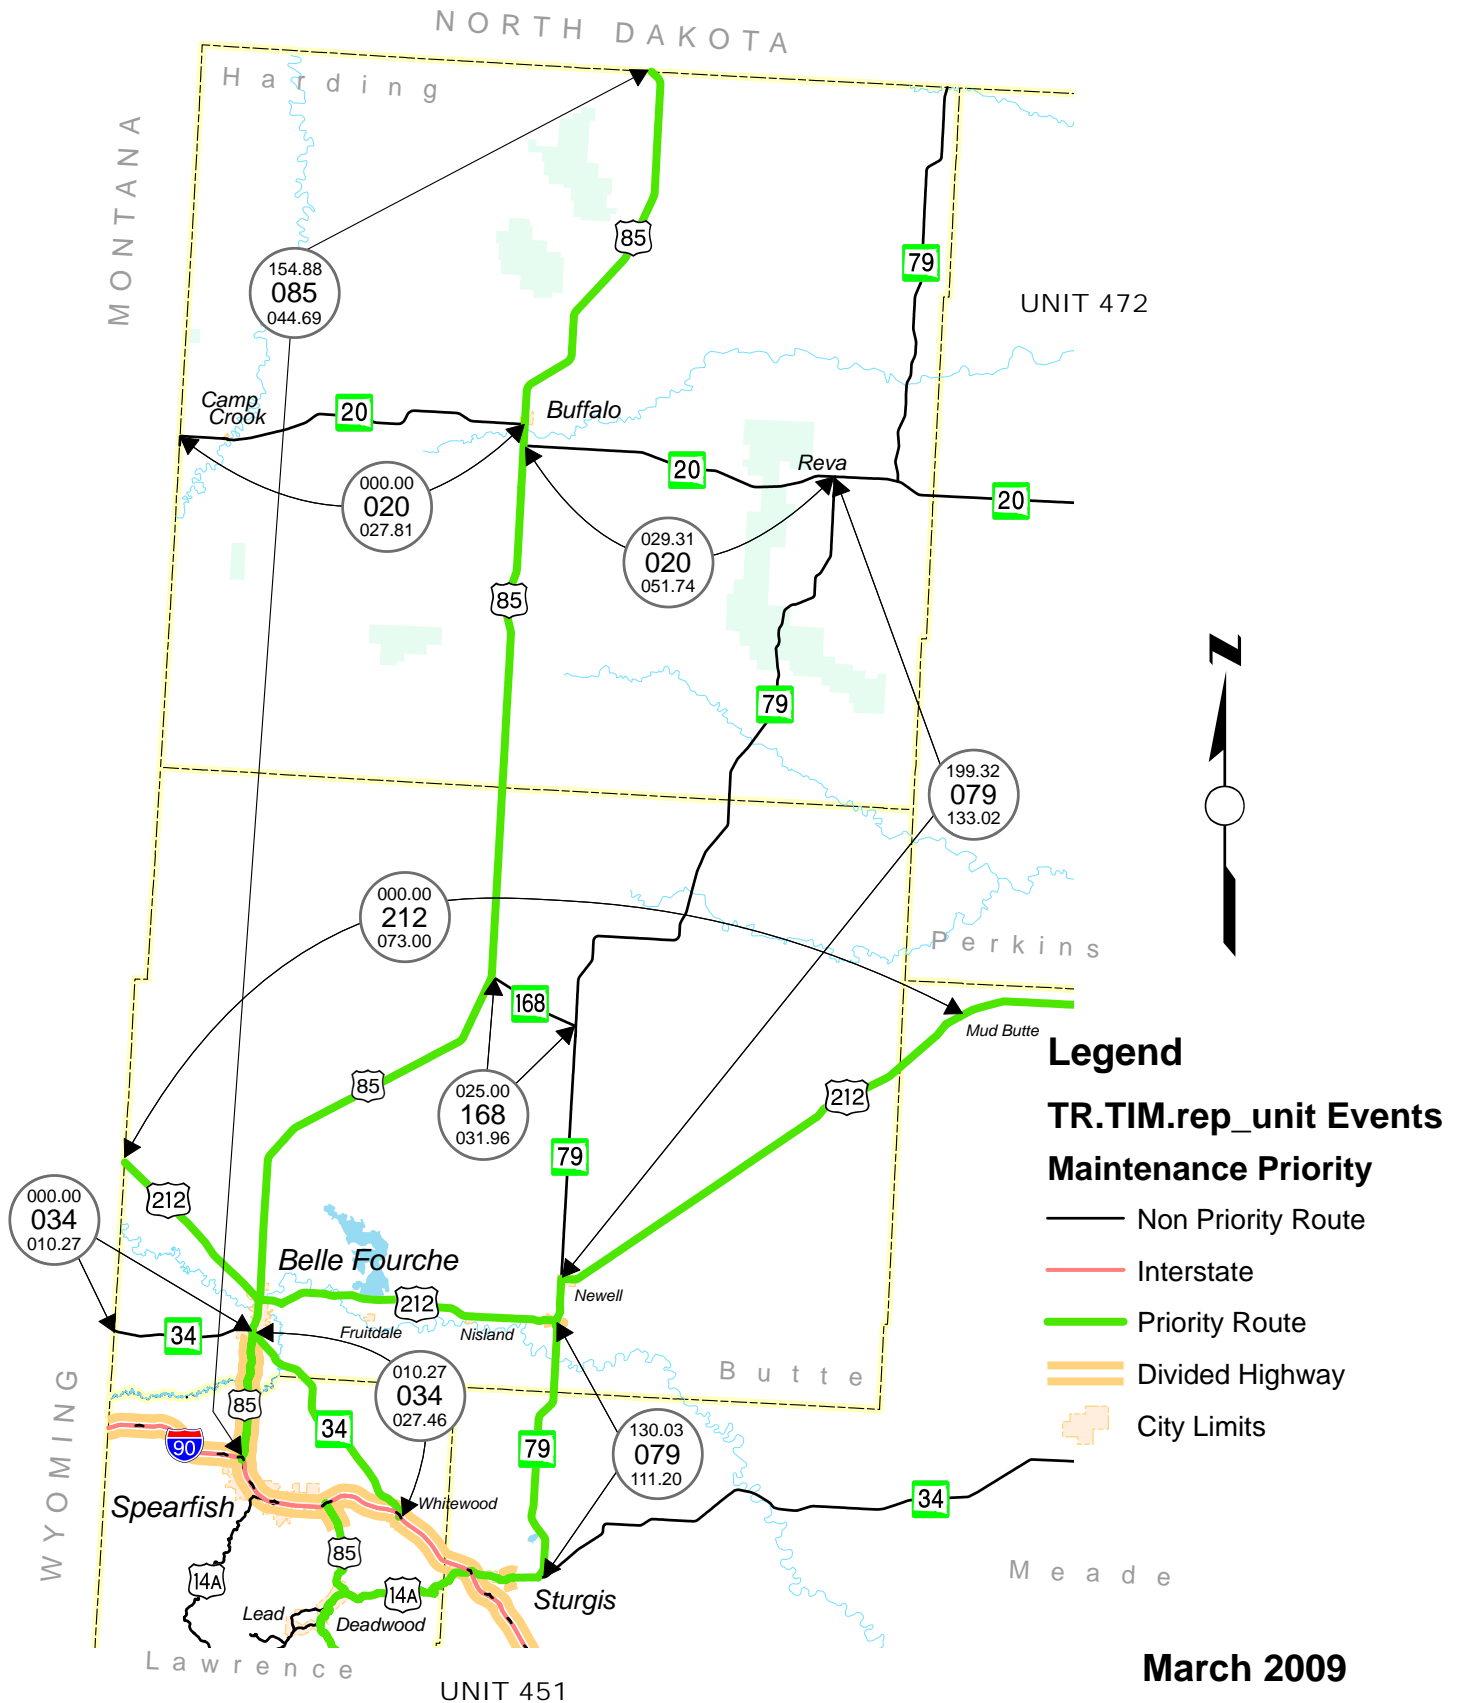 NORTH DAKOTA
Harding
MONTANA
85
79
154.88
085
044.69
UNIT 472
Camp
Crook
20
Buffalo
000.00
020
027.81
20
Reva
20
029.31
020
051.74
85
79
199.32
079
133.02
000.00
212
073.00
Perkins
168
Mud Butte
85
025.00
168
031.96
212
79
212
000.00
034
010.27
Belle Fourche
212
Newell
34
Fruitdale
Nisland
010.27
034
027.46
Butte
85
34
90
79
130.03
079
111.20
WYOMING
Spearfish
Whitewood
34
85
14A
14A
Sturgis
Lead
Deadwood
Meade
Lawrence
UNIT 451
N
Legend
TR.TIM.rep_unit Events
Maintenance Priority
Non Priority Route
Interstate
Priority Route
Divided Highway
City Limits
March 2009